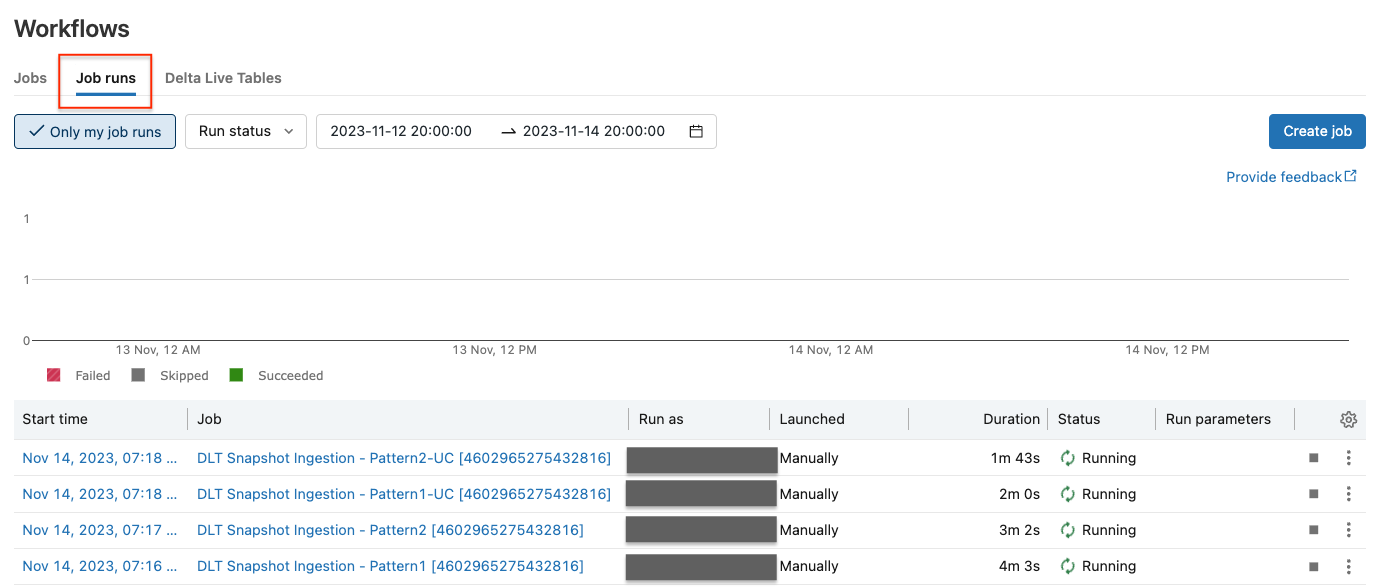 Workflows
Jobs Job runs Delta Live Tables
Only my job runs Run status 2023-11-12 20:00:00 → 2023-11-14 20:00:00 Create job
Provide feedback
1
1
0
13 Nov, 12 AM 13 Nov, 12 PM 14 Nov, 12 AM 14 Nov, 12 PM
Failed Skipped Succeeded
Start time Job Run as Launched Duration Status Run parameters
Nov 14, 2023, 07:18 ... DLT Snapshot Ingestion - Pattern2-UC [4602965275432816] Manually 1m 43s Running
Nov 14, 2023, 07:18 ... DLT Snapshot Ingestion - Pattern1-UC [4602965275432816] Manually 2m 0s Running
Nov 14, 2023, 07:17 ... DLT Snapshot Ingestion - Pattern2 [4602965275432816] Manually 3m 2s Running
Nov 14, 2023, 07:16 ... DLT Snapshot Ingestion - Pattern1 [4602965275432816] Manually 4m 3s Running